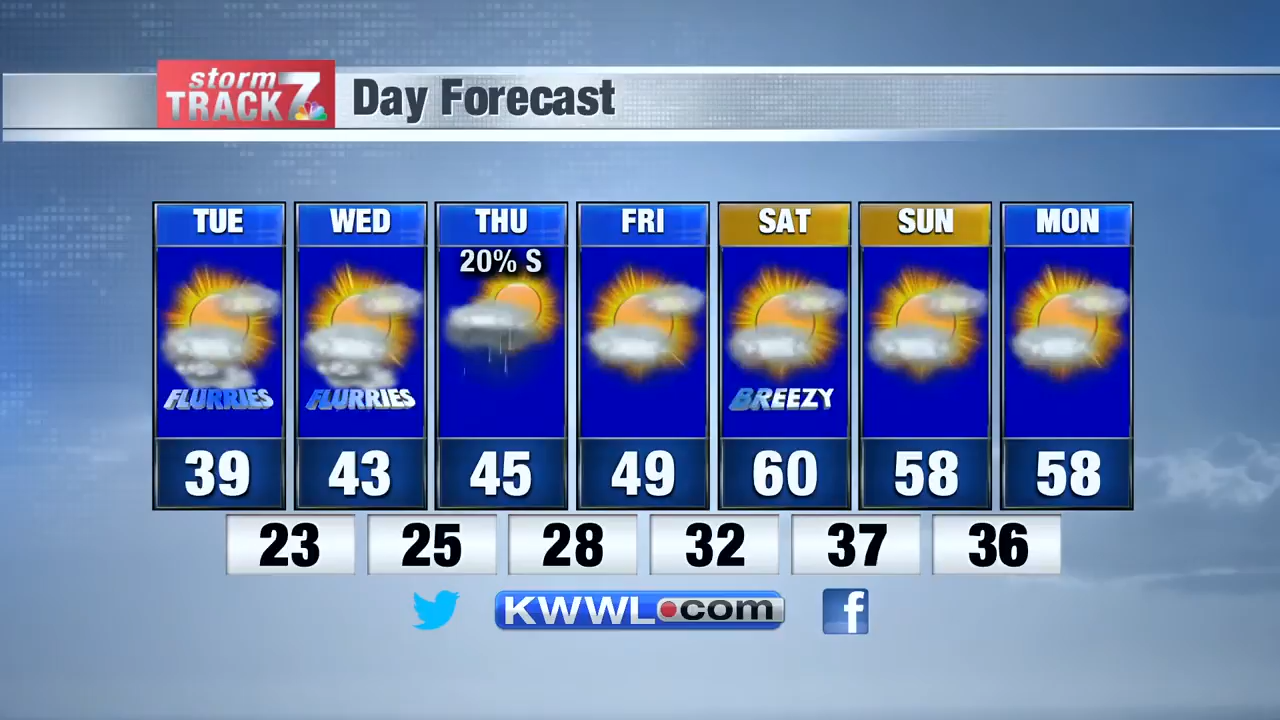 storm
TRACK 7 Day Forecast
TUE WED THU FRI SAT SUN MON
20% S
FLURRIES FLURRIES BREEZY
39 43 45 49 60 58 58
23 25 28 32 37 36
KWWL.com f